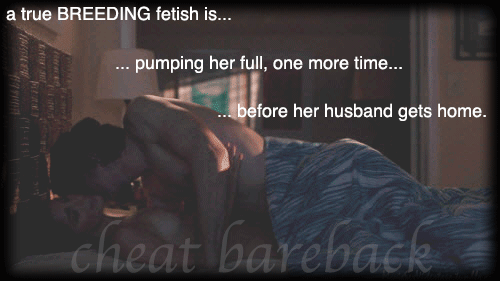 a true BREEDING fetish is...
... pumping her full, one more time...
... before her husband gets home.
cheat bareback